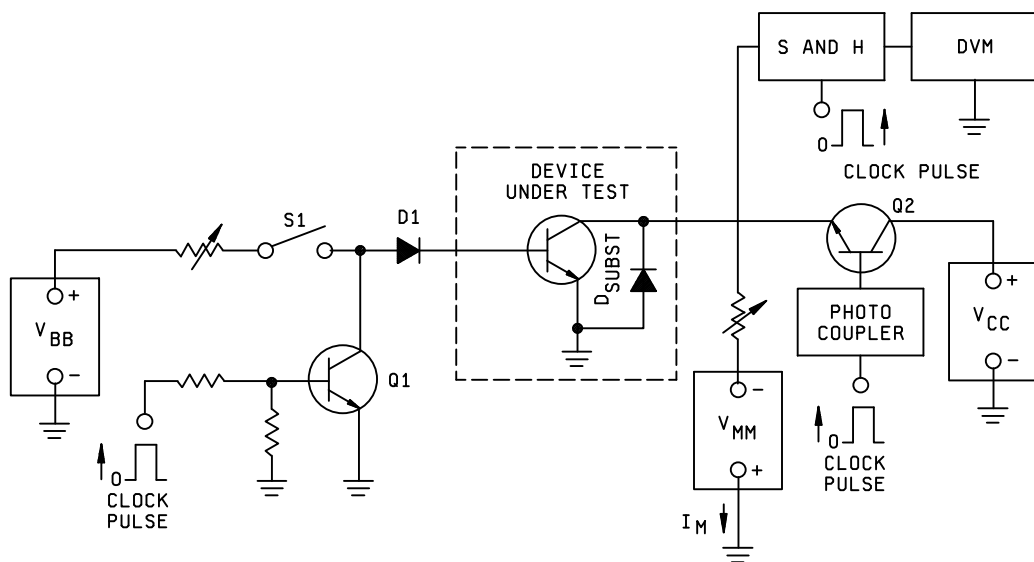 S AND H
DVM
0
CLOCK PULSE
DEVICE
UNDER TEST
Q2
S1
D1
D SUBST
+
V BB
-
Q1
PHOTO
COUPLER
+
V CC
-
-
V MM
+
0
CLOCK
PULSE
0
CLOCK
PULSE
I M